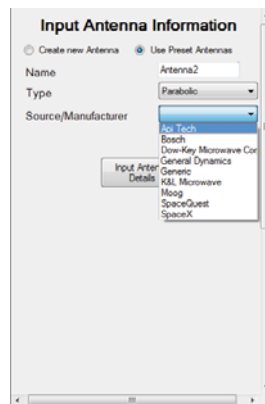 Input Antenna Information
Create new Antenna Use Preset Antennas
Name Antenna2
Type Parabolic
Source/Manufacturer
Api Tech
Bosch
Dow-Key Microwave Cor
General Dynamics
Generic
K&L Microwave
Moog
SpaceQuest
SpaceX
Input Anten
Details